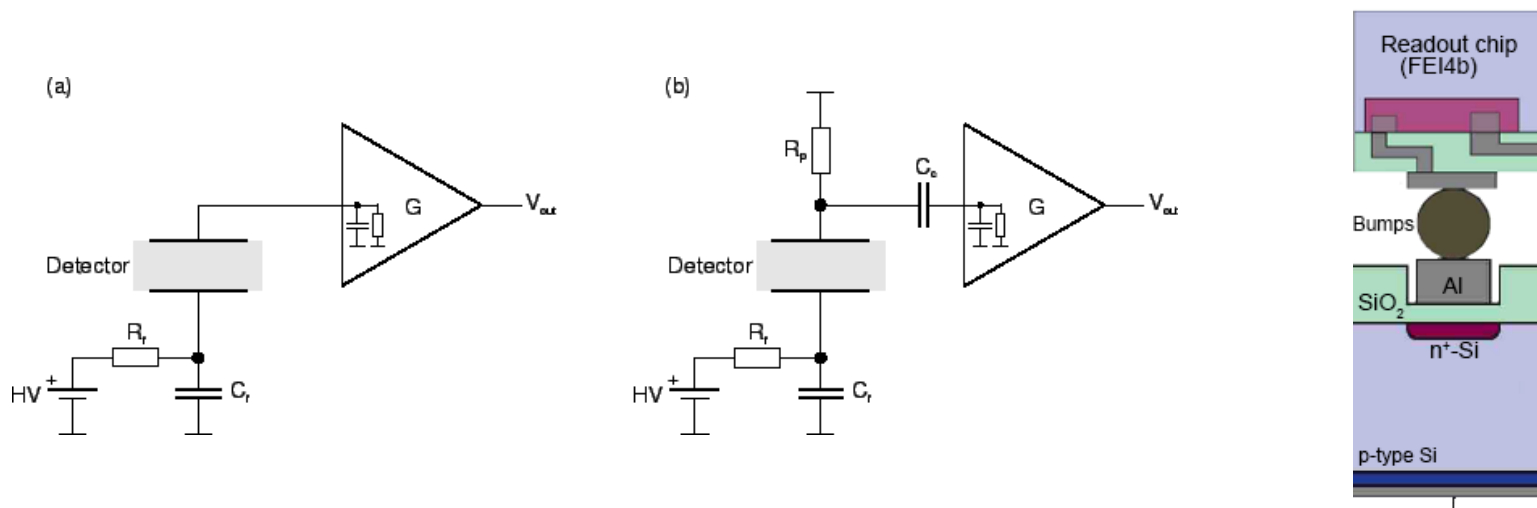 (a)
G
V_out
Detector
R_f
HV
+
C_f
(b)
R_p
C_c
G
V_out
Detector
R_f
HV
+
C_f
Readout chip
(FEI4b)
Bumps
Al
SiO₂
n⁺-Si
p-type Si